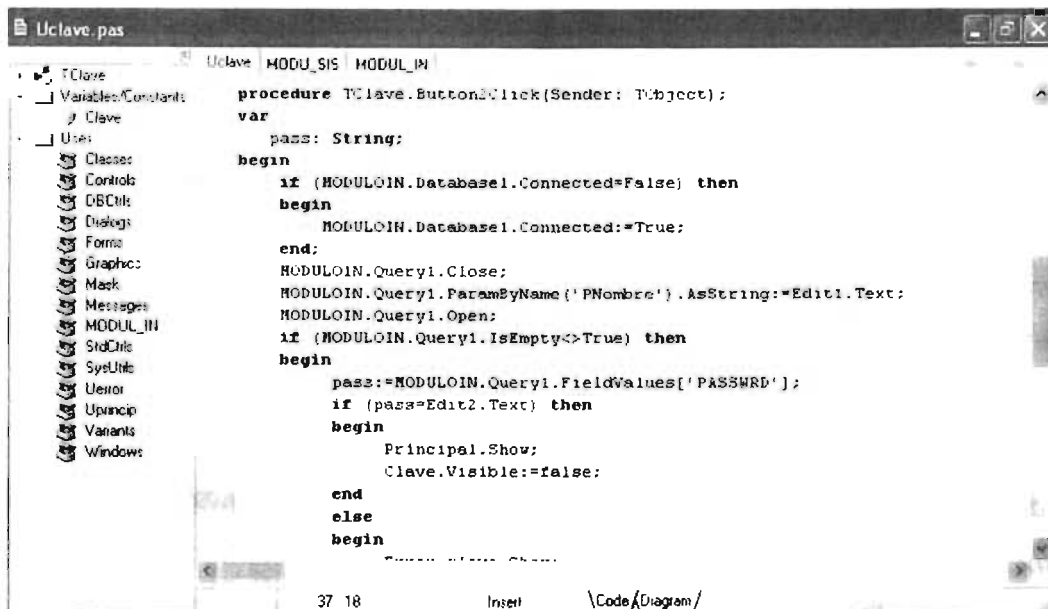 Uclave.pas
Uclave MODU_SIS MODUL_IN
TClave
Variables/Constants
Clave
Uses
Classes
Controls
DBCtrls
Dialogs
Forms
Graphics
Mask
Messages
MODUL_IN
StdCtrls
SysUtils
Uerror
Uprincip
Variants
Windows
procedure TClave.Button2Click(Sender: TObject);
var
pass: String;
begin
if (MODULOIN.Database1.Connected=False) then
begin
MODULOIN.Database1.Connected:=True;
end;
MODULOIN.Query1.Close;
MODULOIN.Query1.ParamByName('PNombre').AsString:=Edit1.Text;
MODULOIN.Query1.Open;
if (MODULOIN.Query1.IsEmpty<>True) then
begin
pass:=MODULOIN.Query1.FieldValues['PASSWRD'];
if (pass=Edit2.Text) then
begin
Principal.Show;
Clave.Visible:=false;
end
else
begin
37 18 Insert \Code/Diagram/